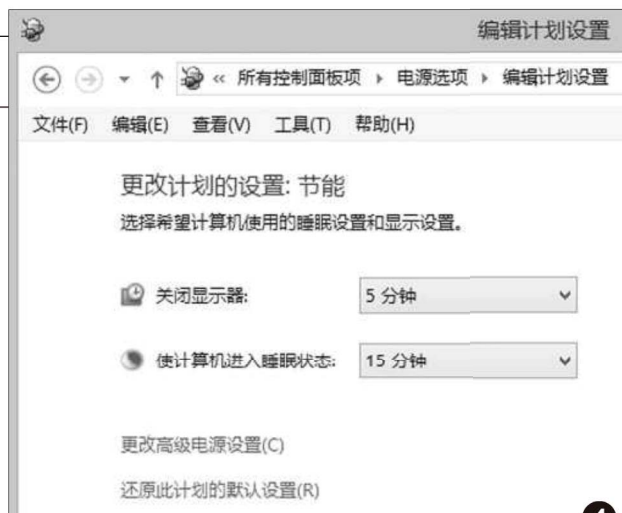 编辑计划设置
« 所有控制面板项 ▸ 电源选项 ▸ 编辑计划设置
文件(F) 编辑(E) 查看(V) 工具(T) 帮助(H)
更改计划的设置: 节能
选择希望计算机使用的睡眠设置和显示设置。
关闭显示器: 5 分钟
使计算机进入睡眠状态: 15 分钟
更改高级电源设置(C)
还原此计划的默认设置(R)